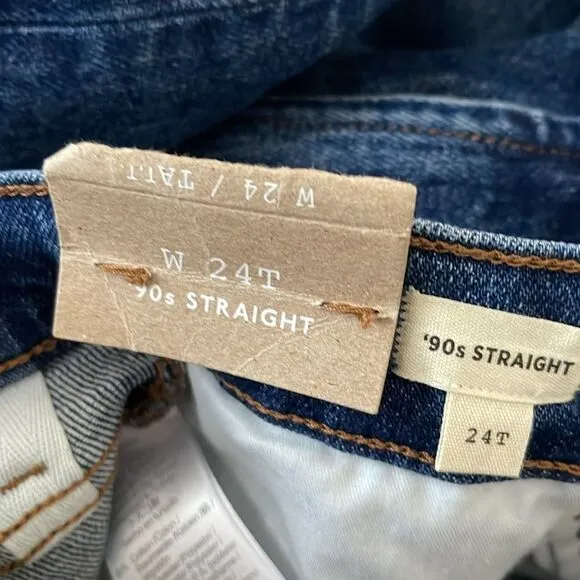 W 24 / TALL
W 24T
'90s STRAIGHT
'90s STRAIGHT
24T